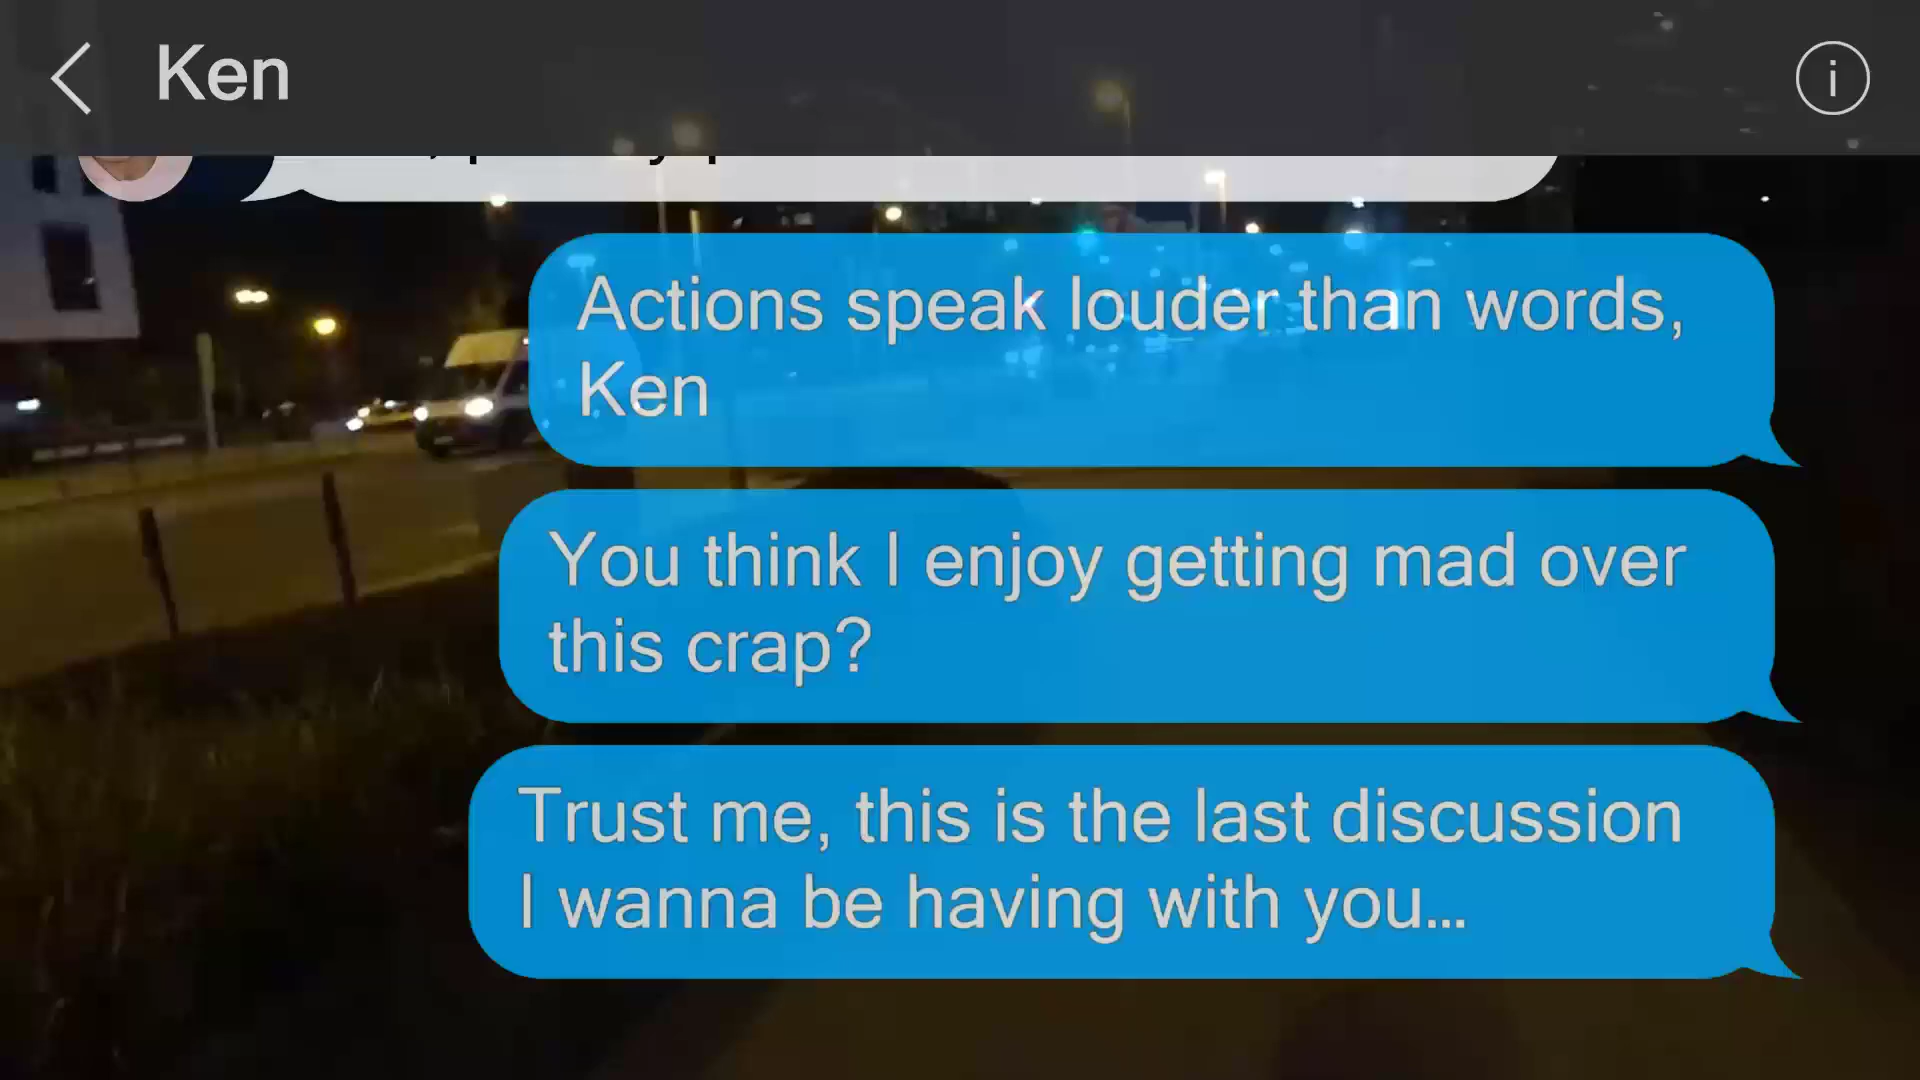 Ken
Actions speak louder than words,
Ken
You think I enjoy getting mad over
this crap?
Trust me, this is the last discussion
I wanna be having with you...